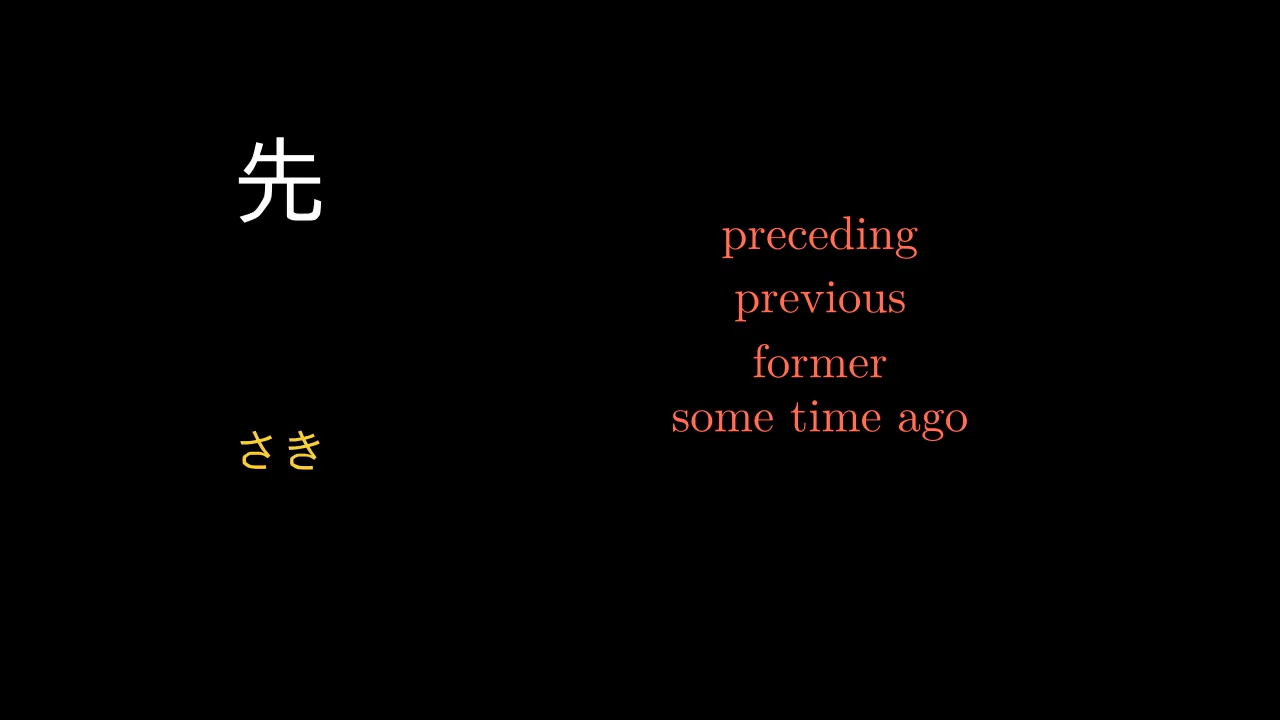 先
さき
preceding
previous
former
some time ago